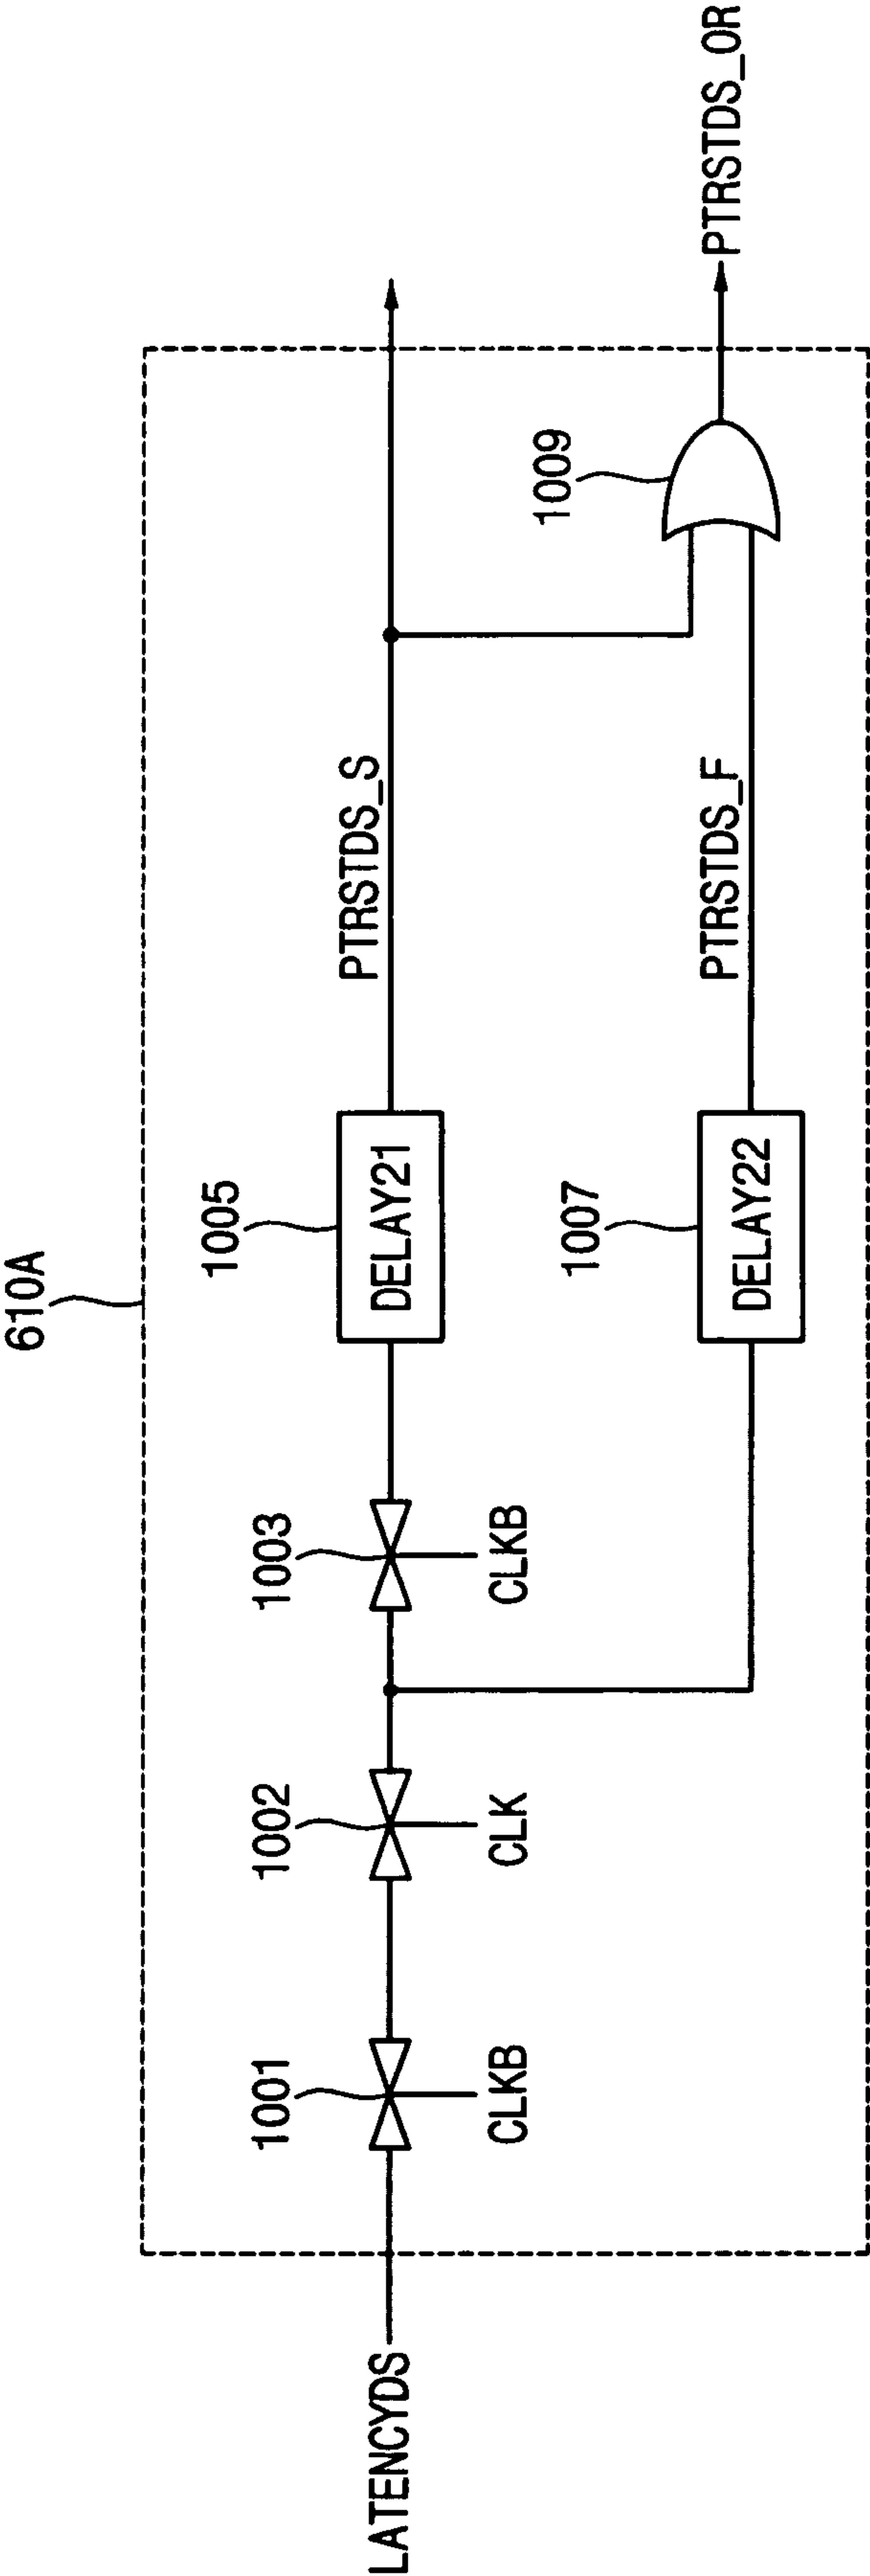 610A
LATENCYDS
1001
CLKB
1002
CLK
1003
CLKB
1005
DELAY21
PTRSTDS_S
1007
DELAY22
PTRSTDS_F
1009
PTRSTDS_OR